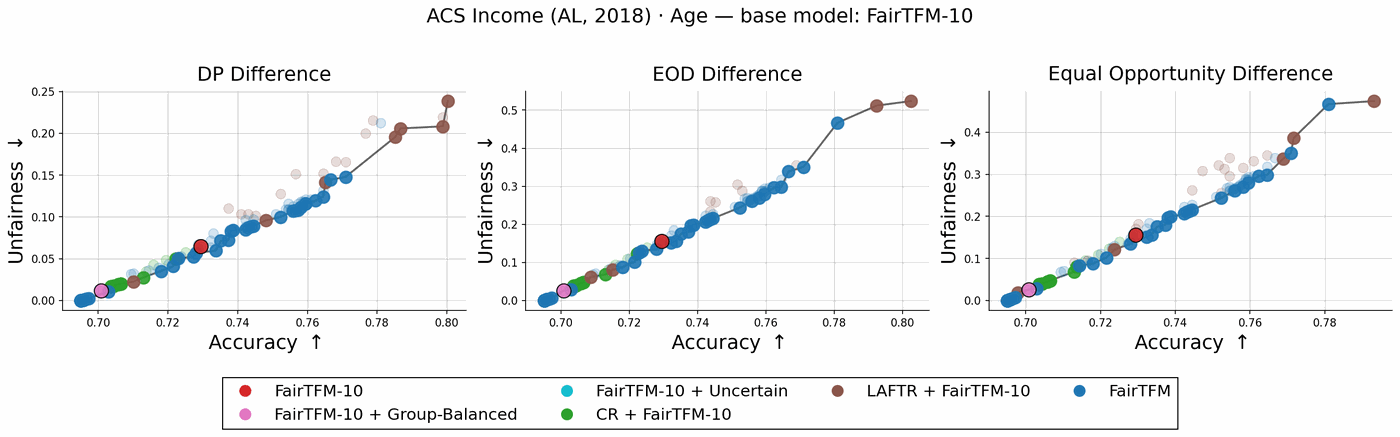 ACS Income (AL, 2018) · Age — base model: FairTFM-10
DP Difference
EOD Difference
Equal Opportunity Difference
Unfairness ↓
0.25
0.20
0.15
0.10
0.05
0.00
0.70 0.72 0.74 0.76 0.78 0.80
Accuracy ↑
Unfairness ↓
0.5
0.4
0.3
0.2
0.1
0.0
0.70 0.72 0.74 0.76 0.78 0.80
Accuracy ↑
Unfairness ↓
0.4
0.3
0.2
0.1
0.0
0.70 0.72 0.74 0.76 0.78
Accuracy ↑
FairTFM-10 FairTFM-10 + Uncertain LAFTR + FairTFM-10 FairTFM
FairTFM-10 + Group-Balanced CR + FairTFM-10